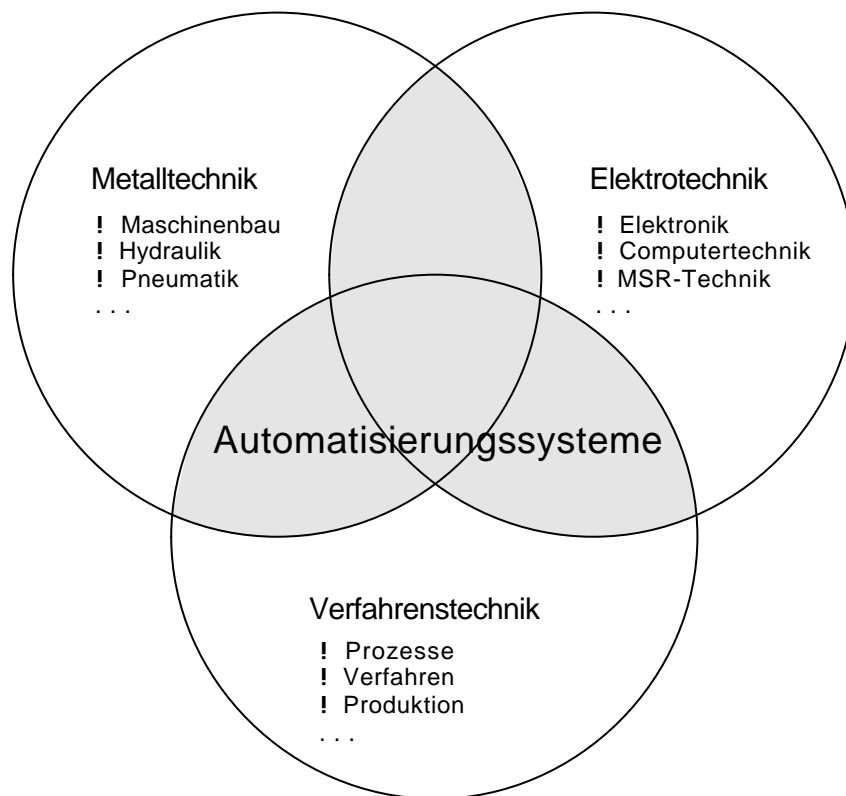 Metalltechnik
! Maschinenbau
! Hydraulik
! Pneumatik
. . .
Elektrotechnik
! Elektronik
! Computertechnik
! MSR-Technik
. . .
Automatisierungssysteme
Verfahrenstechnik
! Prozesse
! Verfahren
! Produktion
. . .